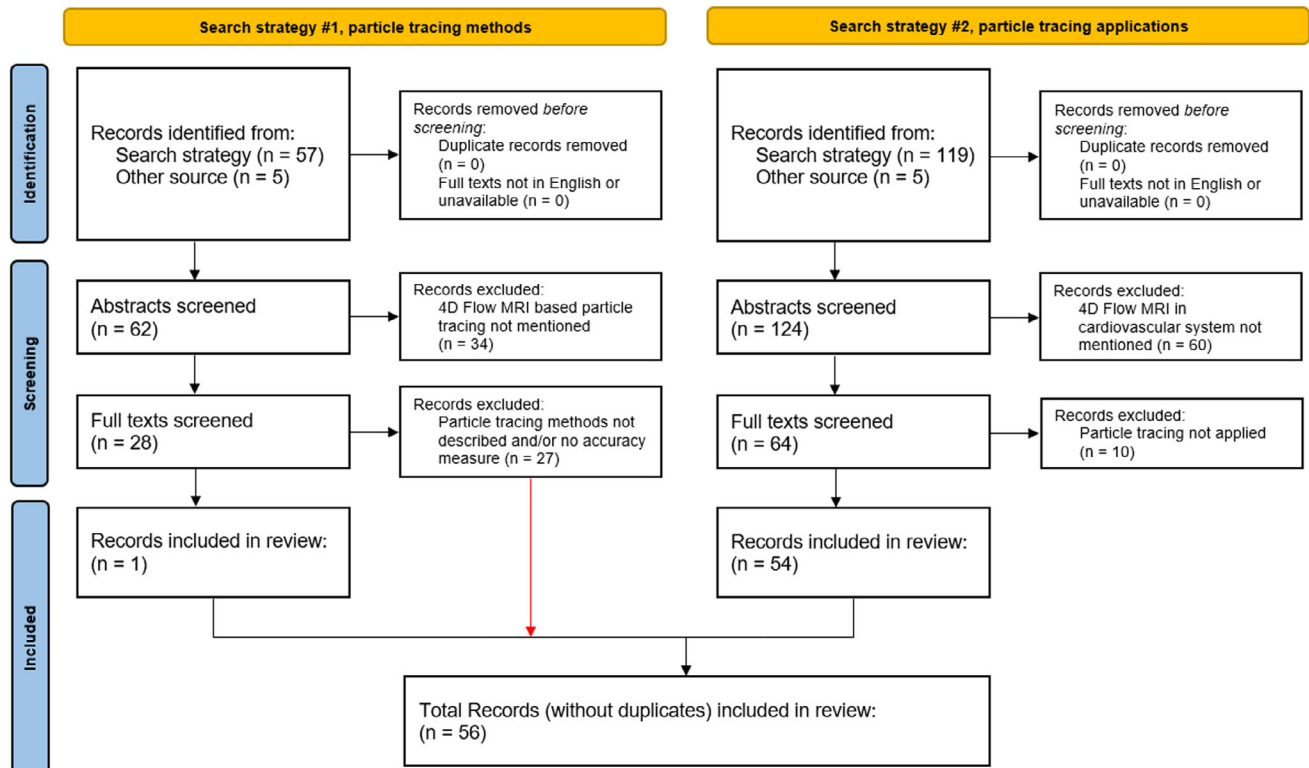 Search strategy #1, particle tracing methods
Search strategy #2, particle tracing applications
Identification
Records identified from:
Search strategy (n = 57)
Other source (n = 5)
Records removed before
screening:
Duplicate records removed
(n = 0)
Full texts not in English or
unavailable (n = 0)
Records identified from:
Search strategy (n = 119)
Other source (n = 5)
Records removed before
screening:
Duplicate records removed
(n = 0)
Full texts not in English or
unavailable (n = 0)
Screening
Abstracts screened
(n = 62)
Records excluded:
4D Flow MRI based particle
tracing not mentioned
(n = 34)
Abstracts screened
(n = 124)
Records excluded:
4D Flow MRI in
cardiovascular system not
mentioned (n = 60)
Full texts screened
(n = 28)
Records excluded:
Particle tracing methods not
described and/or no accuracy
measure (n = 27)
Full texts screened
(n = 64)
Records excluded:
Particle tracing not applied
(n = 10)
Included
Records included in review:
(n = 1)
Records included in review:
(n = 54)
Total Records (without duplicates) included in review:
(n = 56)